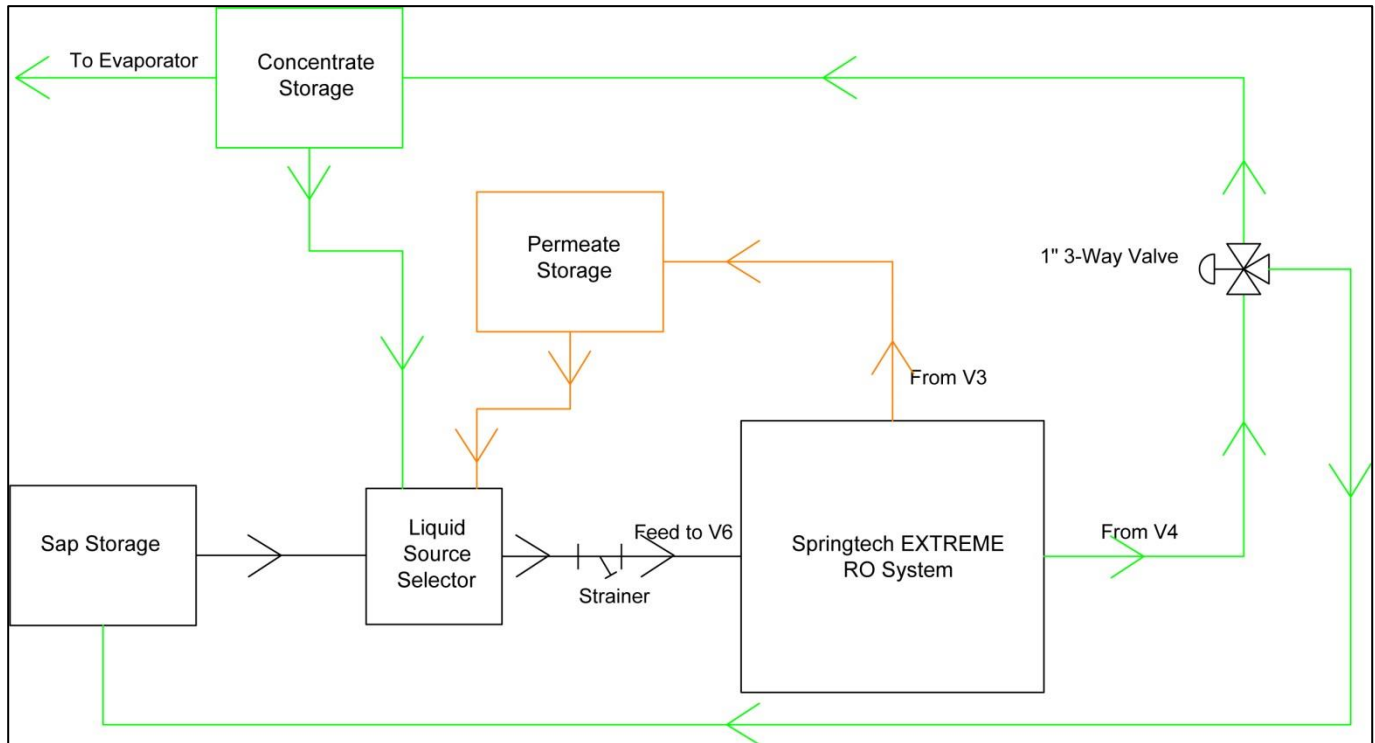 To Evaporator
Concentrate
Storage
Permeate
Storage
1" 3-Way Valve
From V3
Sap Storage
Liquid
Source
Selector
Feed to V6
Strainer
Springtech EXTREME
RO System
From V4